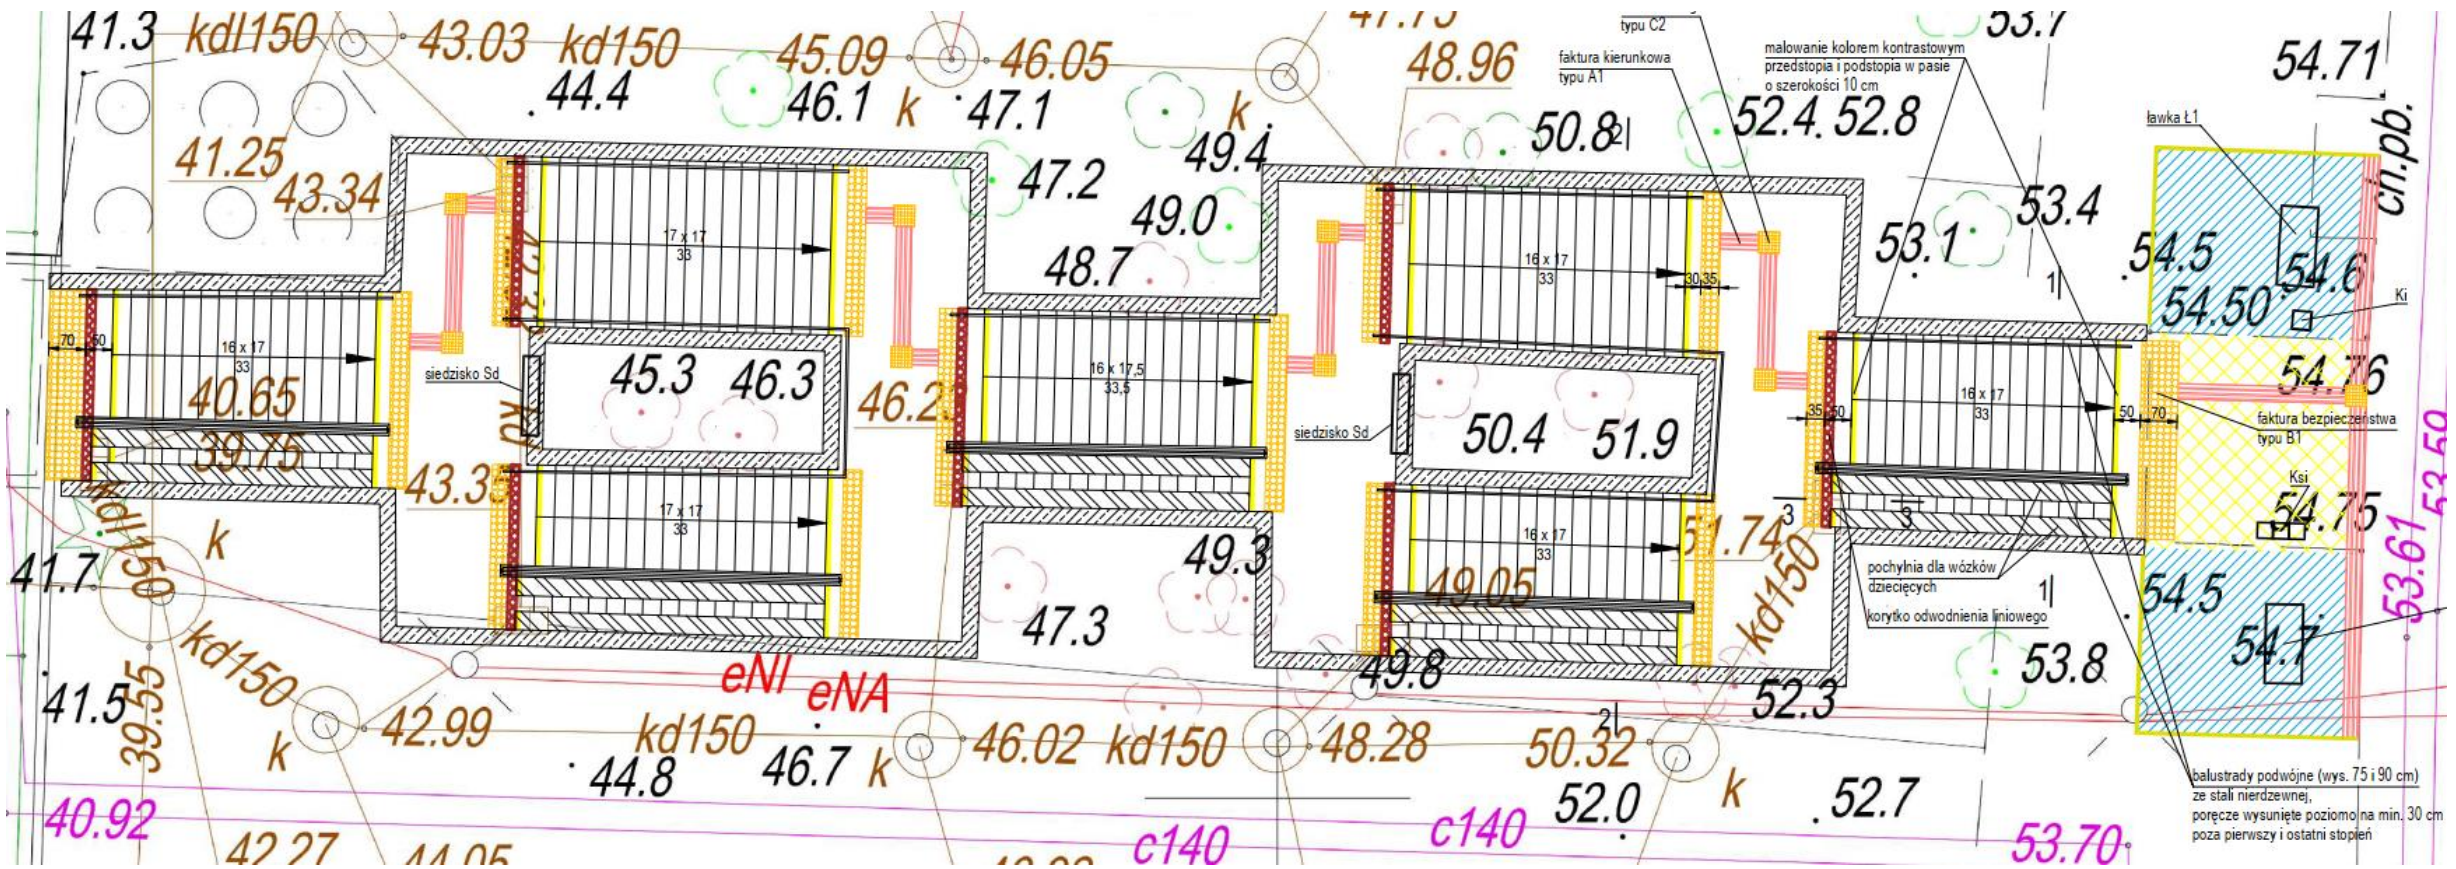 41.3
kdl150
43.03
kd150
45.09
46.05
typu C2
53.7
faktura kierunkowa
typu A1
48.96
malowanie kolorem kontrastowym
przedstopia i podstopia w pasie
o szerokości 10 cm
54.71
44.4
46.1
k
47.1
k
49.4
50.8
2
52.4
52.8
ławka Ł1
ch.pb.
41.25
43.34
47.2
49.0
48.7
53.1
53.4
54.5
54.6
54.50
Ki
1
17 x 17
33
16 x 17
33
30
35
70
50
16 x 17
33
40.65
39.75
siedzisko Sd
45.3
46.3
16 x 17,5
33,5
siedzisko Sd
50.4
51.9
35
50
16 x 17
33
50
70
54.76
faktura bezpieczeństwa
typu B1
53.59
17 x 17
33
16 x 17
33
49.05
51.74
3
3
Ksi
54.75
kdl150
k
41.7
49.3
47.3
kd150
pochylnia dla wózków
dziecięcych
korytko odwodnienia liniowego
1
54.5
54.7
53.61
kd150
39.55
41.5
eNI
eNA
49.8
52.3
53.8
42.99
k
kd150
44.8
46.7
k
46.02
kd150
48.28
50.32
2
k
52.0
52.7
balustrady podwójne (wys. 75 i 90 cm)
ze stali nierdzewnej,
poręcze wysunięte poziomo na min. 30 cm
poza pierwszy i ostatni stopień
40.92
42.27
44.05
c140
c140
53.70